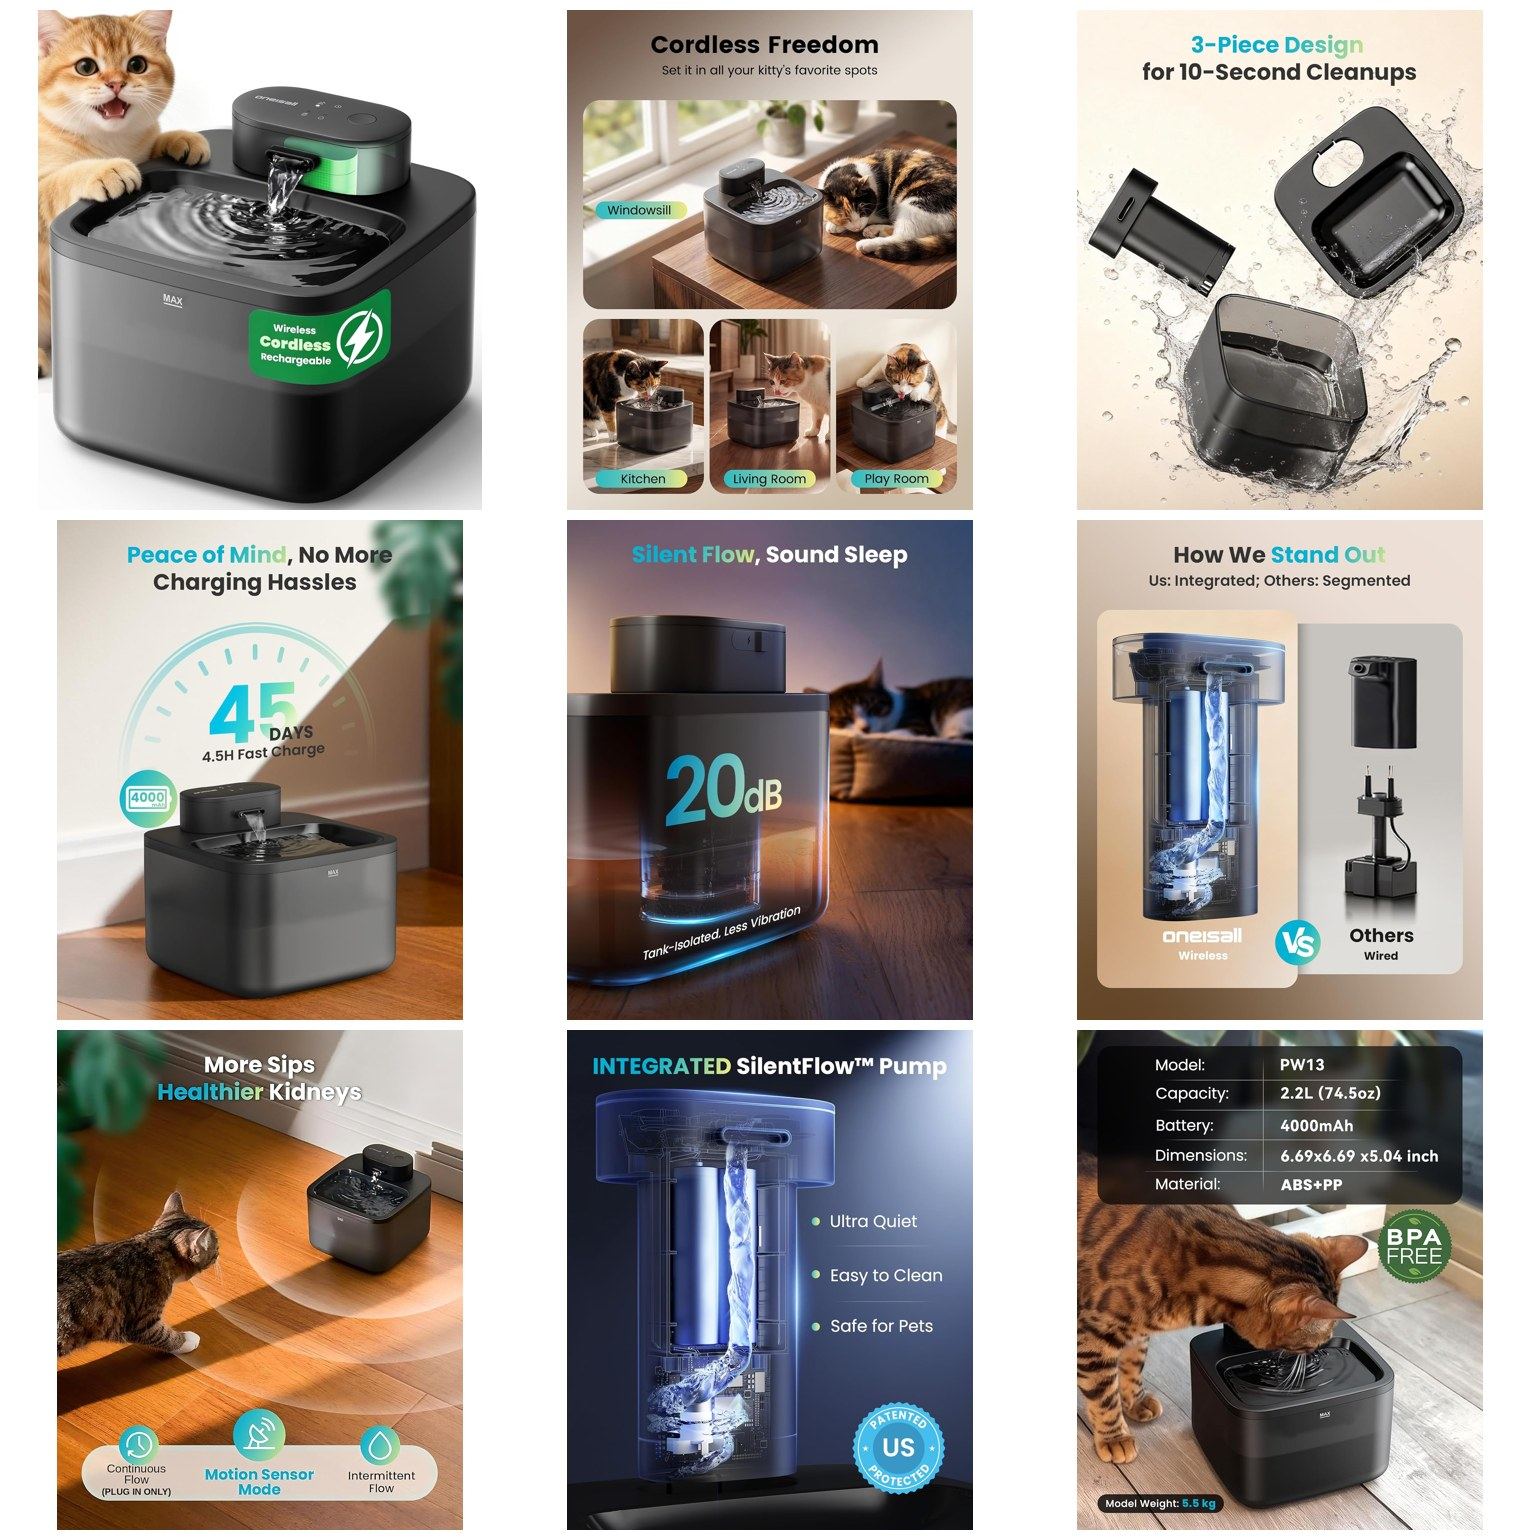 oneisall
MAX
Wireless
Cordless
Rechargeable
Cordless Freedom
Set it in all your kitty's favorite spots
Windowsill
Kitchen
Living Room
Play Room
3-Piece Design
for 10-Second Cleanups
Peace of Mind, No More
Charging Hassles
45
DAYS
4.5H Fast Charge
4000
mAh
MAX
Silent Flow, Sound Sleep
20dB
Tank-Isolated, Less Vibration
How We Stand Out
Us: Integrated; Others: Segmented
oneisall
Wireless
VS
Others
Wired
More Sips
Healthier Kidneys
Continuous
Flow
(PLUG IN ONLY)
Motion Sensor
Mode
Intermittent
Flow
INTEGRATED SilentFlow™ Pump
Ultra Quiet
Easy to Clean
Safe for Pets
PATENTED
US
PROTECTED
Model: PW13
Capacity: 2.2L (74.5oz)
Battery: 4000mAh
Dimensions: 6.69x6.69 x5.04 inch
Material: ABS+PP
BPA
FREE
MAX
Model Weight: 5.5 kg